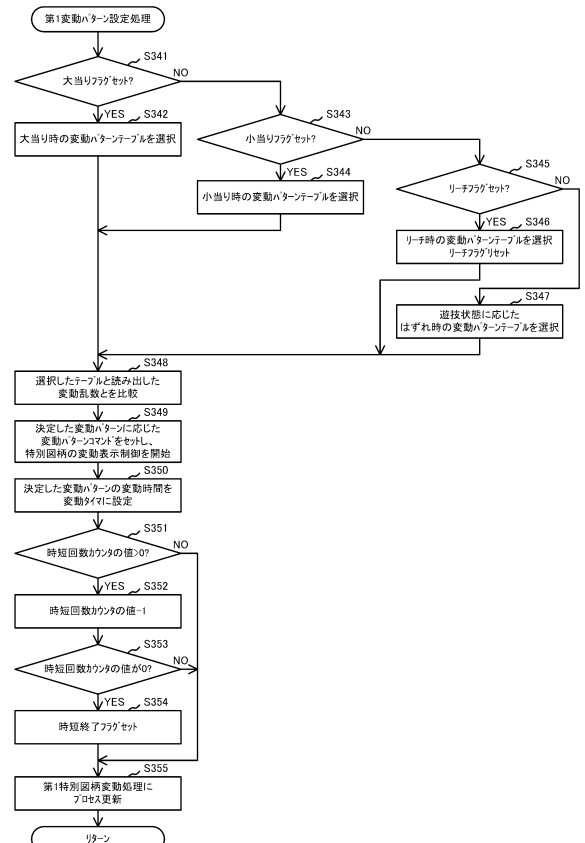 第1変動パターン設定処理
S341
大当りフラグセット?
NO
YES
S342
大当り時の変動パターンテーブルを選択
S343
小当りフラグセット?
NO
YES
S344
小当り時の変動パターンテーブルを選択
S345
リーチフラグセット?
NO
YES
S346
リーチ時の変動パターンテーブルを選択
リーチフラグリセット
S347
遊技状態に応じた
はずれ時の変動パターンテーブルを選択
S348
選択したテーブルと読み出した
変動乱数とを比較
S349
決定した変動パターンに応じた
変動パターンコマンドをセットし、
特別図柄の変動表示制御を開始
S350
決定した変動パターンの変動時間を
変動タイマに設定
S351
時短回数カウンタの値>0?
NO
YES
S352
時短回数カウンタの値-1
S353
時短回数カウンタの値が0?
NO
YES
S354
時短終了フラグセット
S355
第1特別図柄変動処理に
プロセス更新
リターン